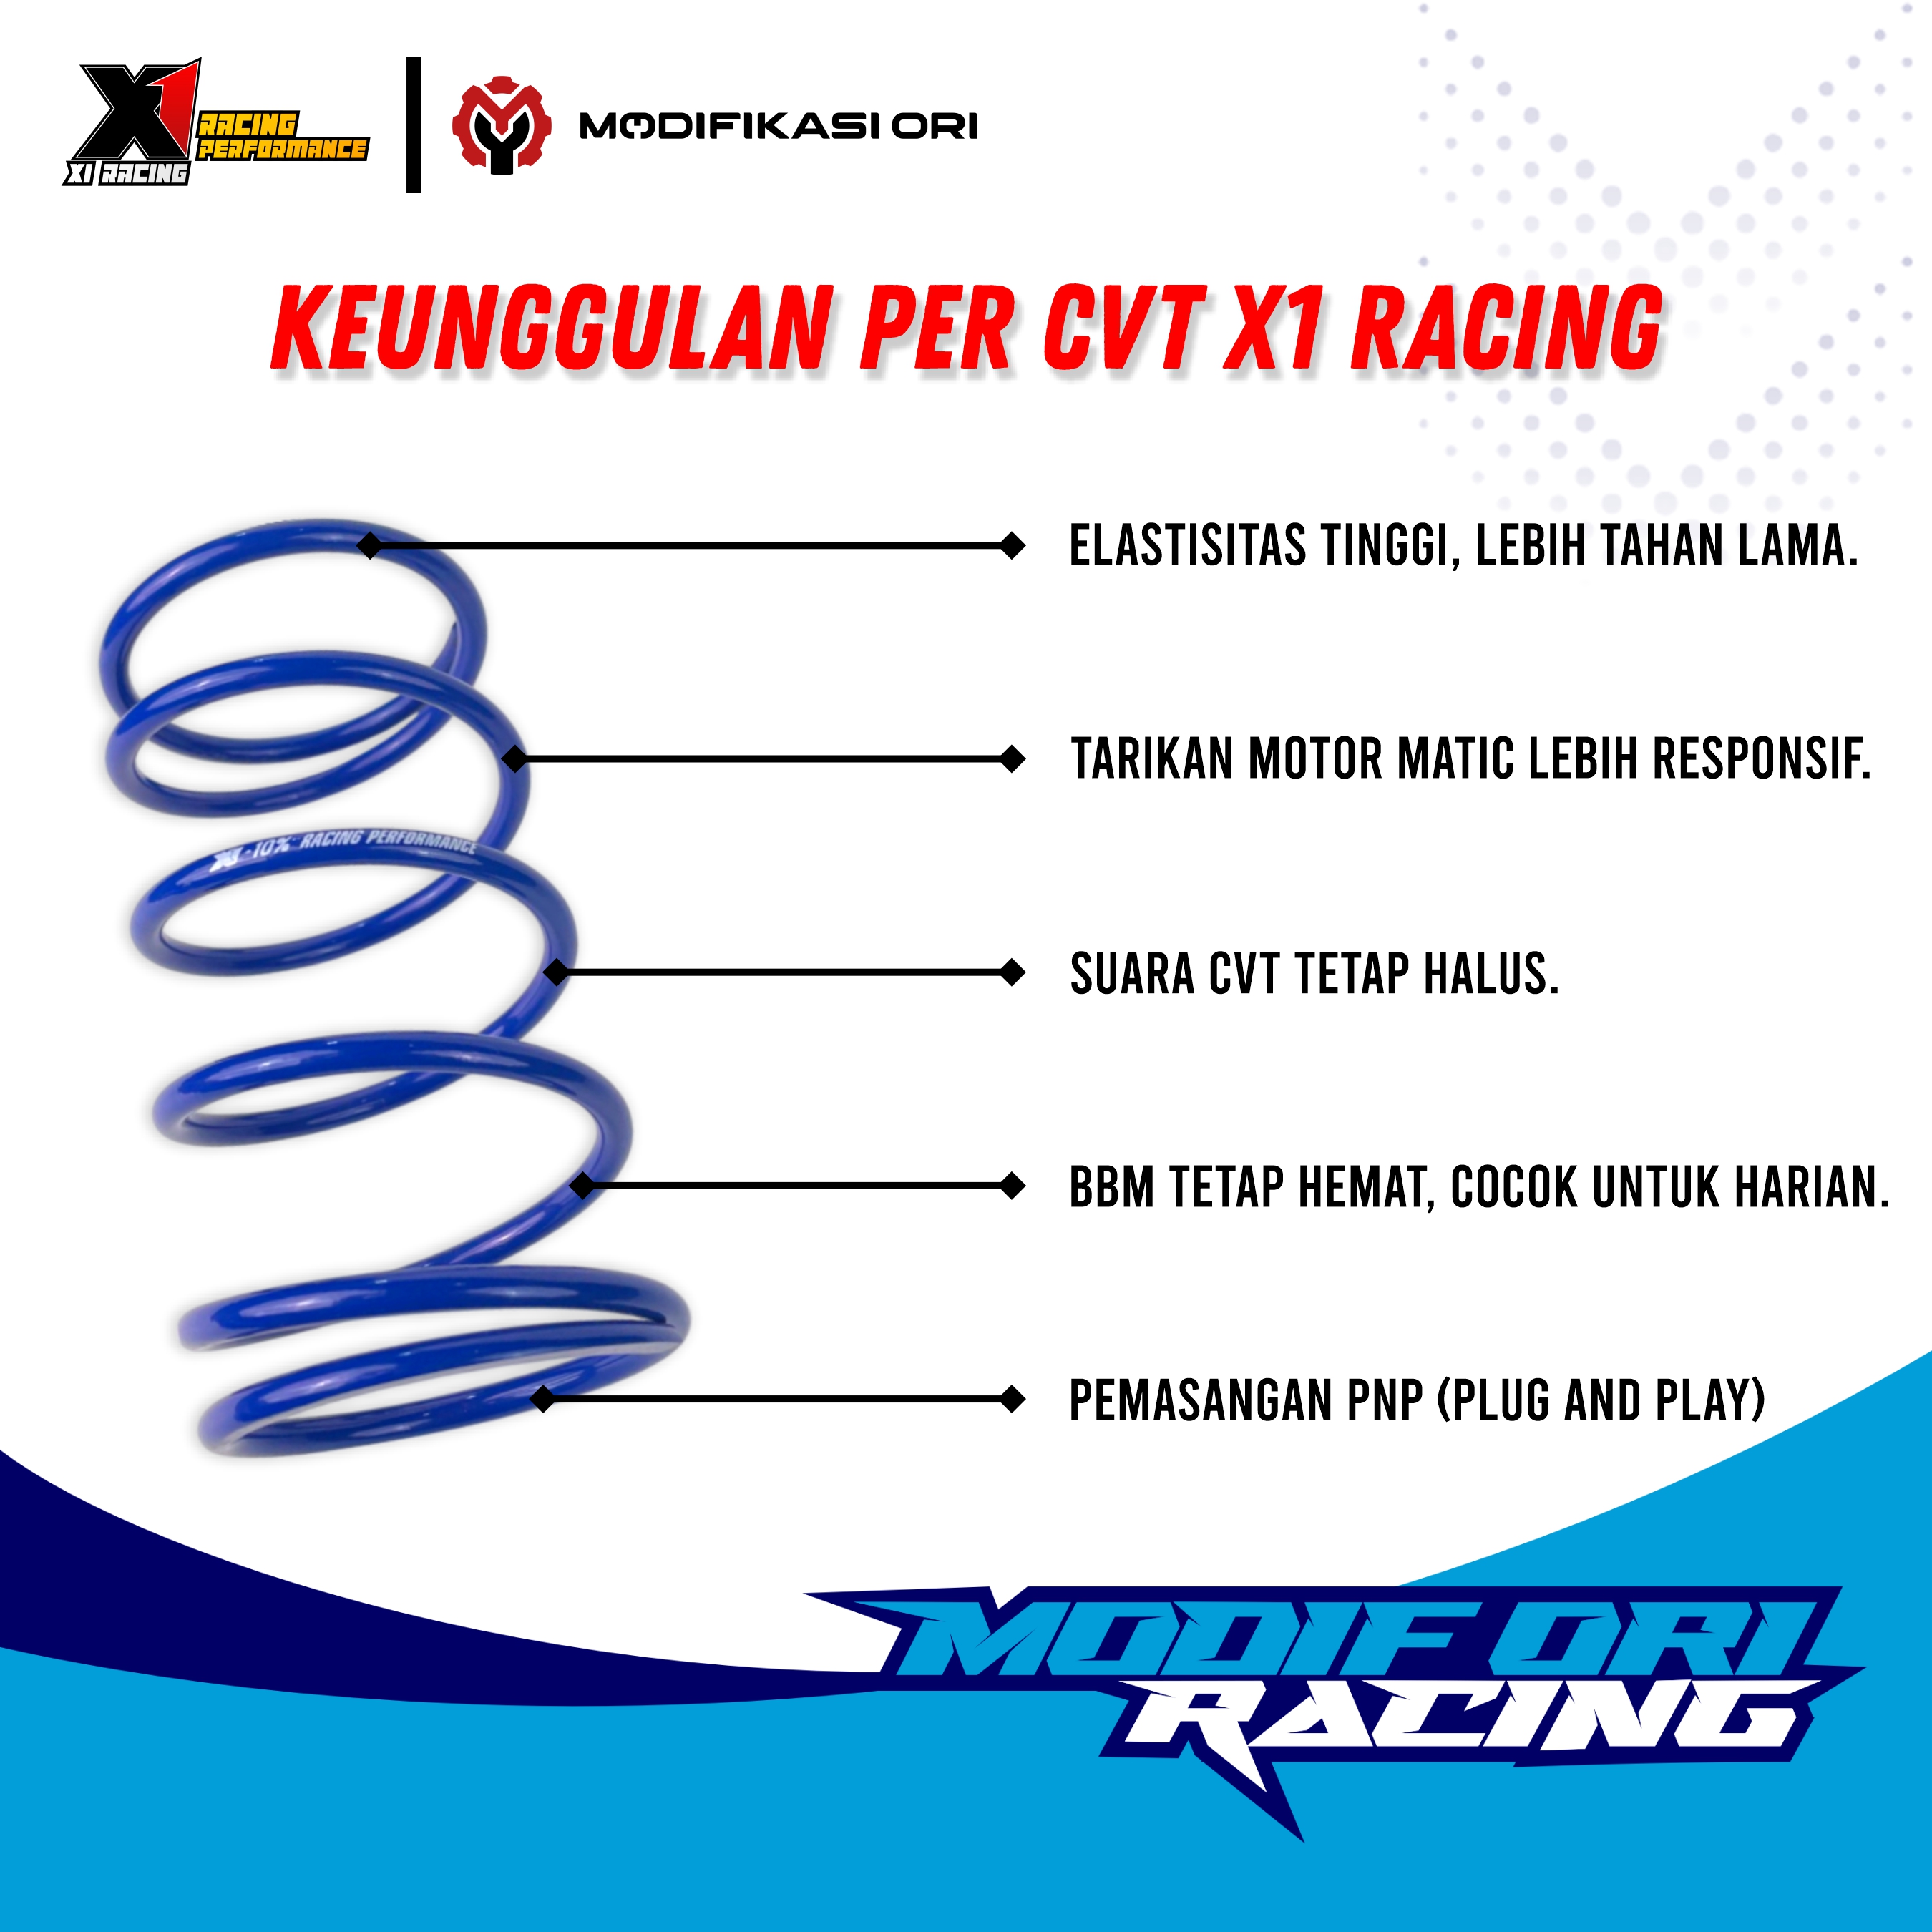 X1
RACING
PERFORMANCE
X1 RACING
MODIFIKASI ORI
KEUNGGULAN PER CVT X1 RACING
ELASTISITAS TINGGI, LEBIH TAHAN LAMA.
TARIKAN MOTOR MATIC LEBIH RESPONSIF.
X1 -10% RACING PERFORMANCE
SUARA CVT TETAP HALUS.
BBM TETAP HEMAT, COCOK UNTUK HARIAN.
PEMASANGAN PNP (PLUG AND PLAY)
MODIF ORI
RACING